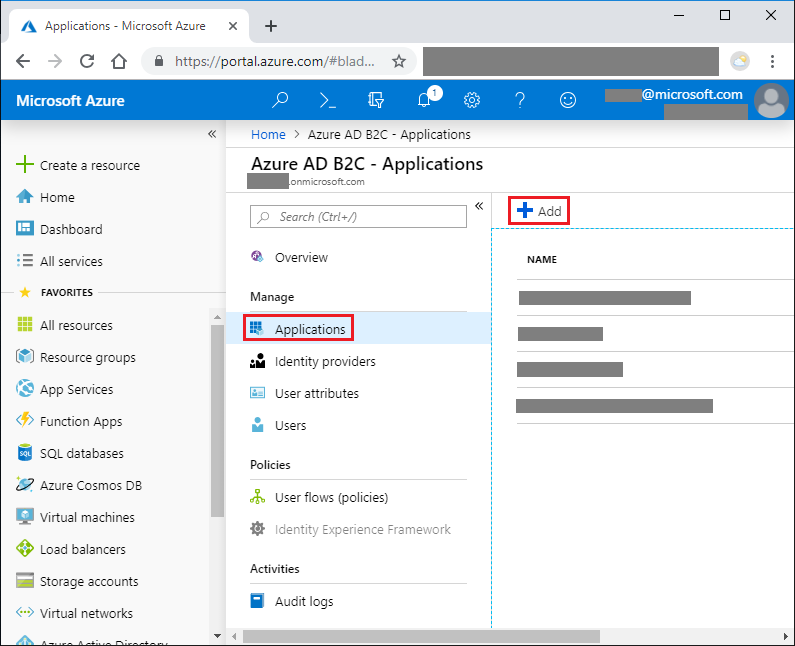 Applications - Microsoft Azure
https://portal.azure.com/#blad...
Microsoft Azure
1
@microsoft.com
Home > Azure AD B2C - Applications
Azure AD B2C - Applications
.onmicrosoft.com
Create a resource
Home
Dashboard
All services
FAVORITES
All resources
Resource groups
App Services
Function Apps
SQL databases
Azure Cosmos DB
Virtual machines
Load balancers
Storage accounts
Virtual networks
Azure Active Directory
Search (Ctrl+/)
Overview
Manage
Applications
Identity providers
User attributes
Users
Policies
User flows (policies)
Identity Experience Framework
Activities
Audit logs
Add
NAME